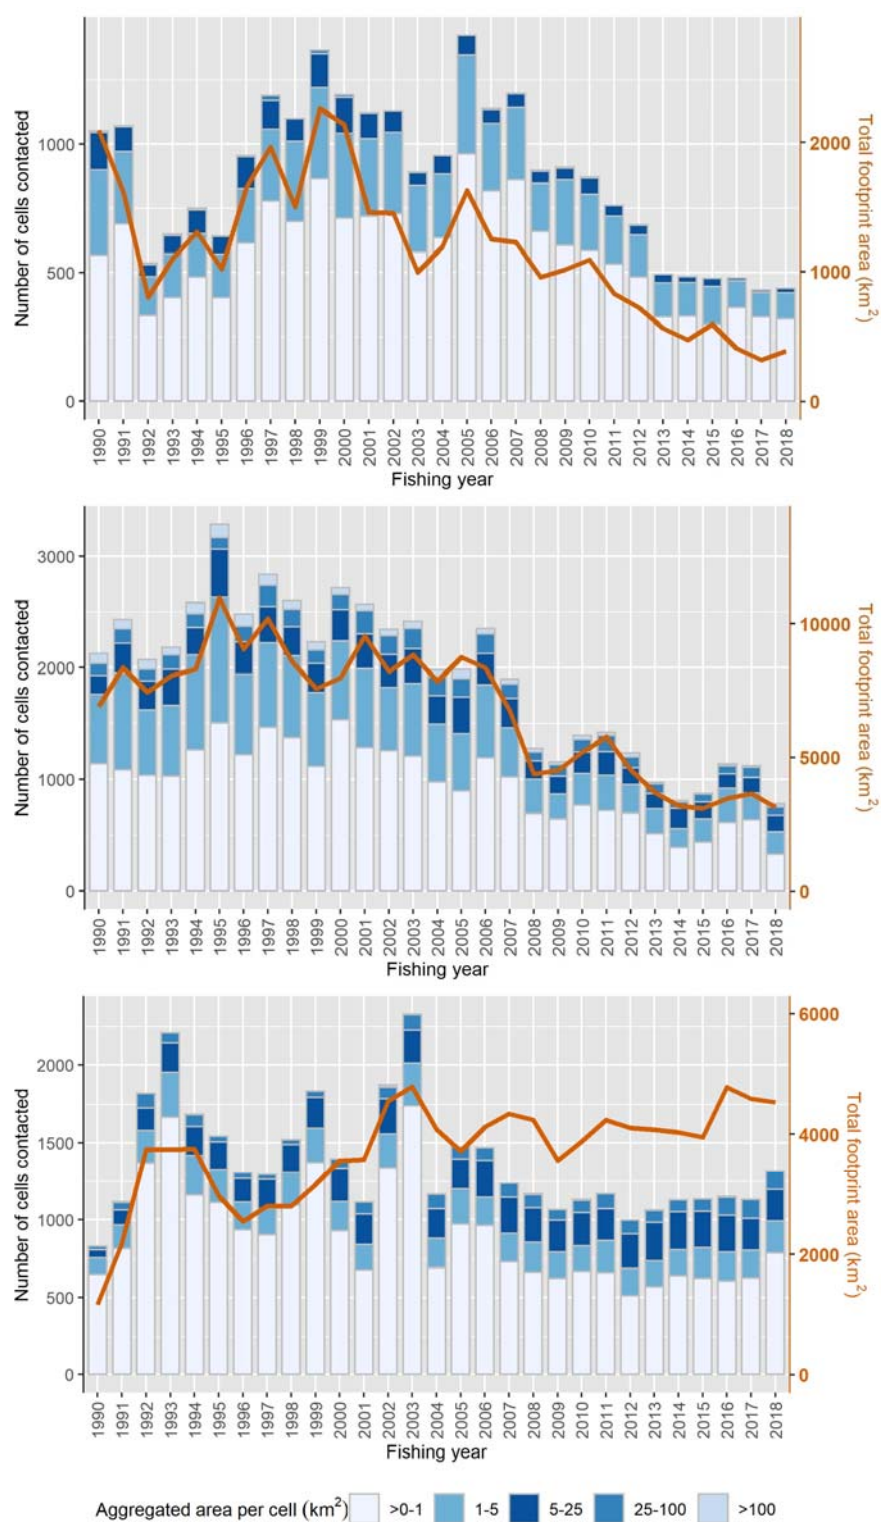 Number of cells contacted
1000
500
0
Total footprint area (km²)
2000
1000
0
1990 1991 1992 1993 1994 1995 1996 1997 1998 1999 2000 2001 2002 2003 2004 2005 2006 2007 2008 2009 2010 2011 2012 2013 2014 2015 2016 2017 2018
Fishing year
Number of cells contacted
3000
2000
1000
0
Total footprint area (km²)
10000
5000
0
1990 1991 1992 1993 1994 1995 1996 1997 1998 1999 2000 2001 2002 2003 2004 2005 2006 2007 2008 2009 2010 2011 2012 2013 2014 2015 2016 2017 2018
Fishing year
Number of cells contacted
2000
1500
1000
500
0
Total footprint area (km²)
6000
4000
2000
0
1990 1991 1992 1993 1994 1995 1996 1997 1998 1999 2000 2001 2002 2003 2004 2005 2006 2007 2008 2009 2010 2011 2012 2013 2014 2015 2016 2017 2018
Fishing year
Aggregated area per cell (km²) >0-1 1-5 5-25 25-100 >100